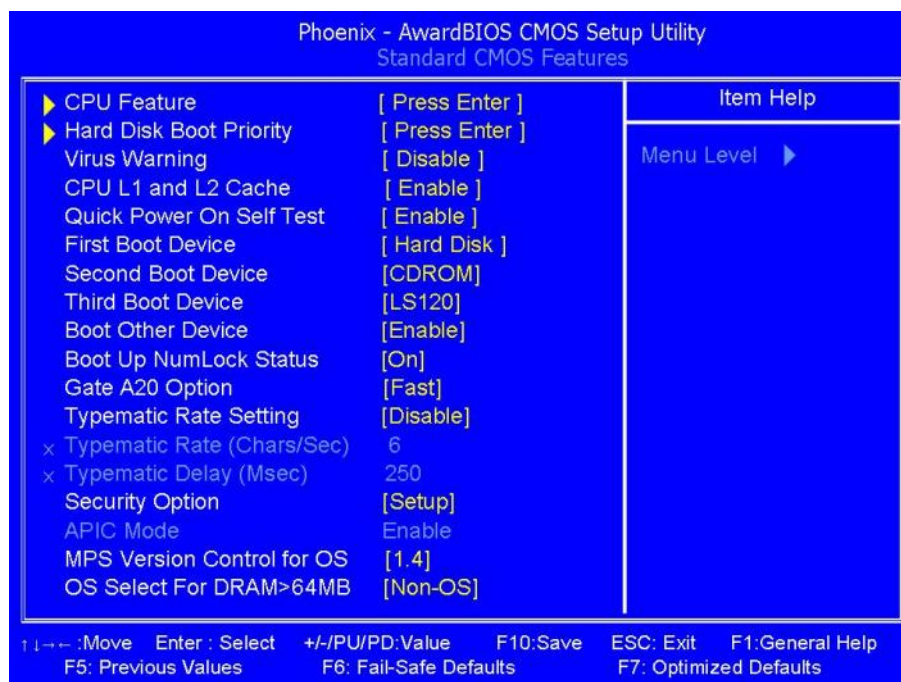 Phoenix - AwardBIOS CMOS Setup Utility
Standard CMOS Features
CPU Feature [ Press Enter ]
Hard Disk Boot Priority [ Press Enter ]
Virus Warning [ Disable ]
CPU L1 and L2 Cache [ Enable ]
Quick Power On Self Test [ Enable ]
First Boot Device [ Hard Disk ]
Second Boot Device [CDROM]
Third Boot Device [LS120]
Boot Other Device [Enable]
Boot Up NumLock Status [On]
Gate A20 Option [Fast]
Typematic Rate Setting [Disable]
× Typematic Rate (Chars/Sec) 6
× Typematic Delay (Msec) 250
Security Option [Setup]
APIC Mode Enable
MPS Version Control for OS [1.4]
OS Select For DRAM>64MB [Non-OS]
Item Help
Menu Level
↑↓→← :Move Enter : Select +/-/PU/PD:Value F10:Save ESC: Exit F1:General Help
F5: Previous Values F6: Fail-Safe Defaults F7: Optimized Defaults